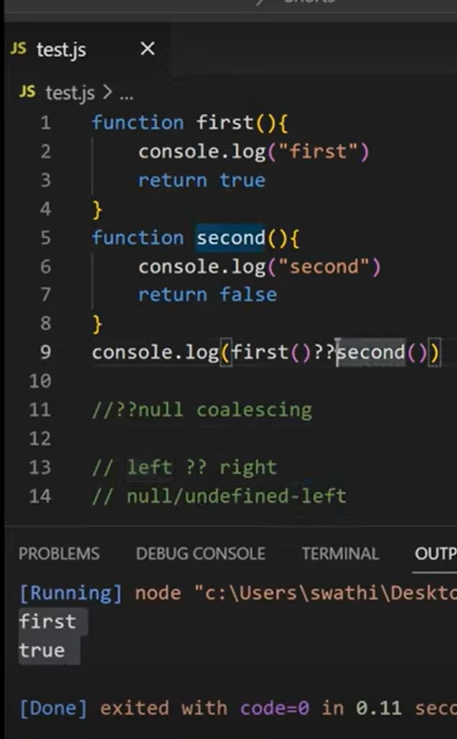 JS test.js ×
JS test.js > ...
1 function first(){
2 console.log("first")
3 return true
4 }
5 function second(){
6 console.log("second")
7 return false
8 }
9 console.log(first()??second())
10
11 //??null coalescing
12
13 // left ?? right
14 // null/undefined-left
PROBLEMS DEBUG CONSOLE TERMINAL OUTP
[Running] node "c:\Users\swathi\Deskto
first
true
[Done] exited with code=0 in 0.11 seco